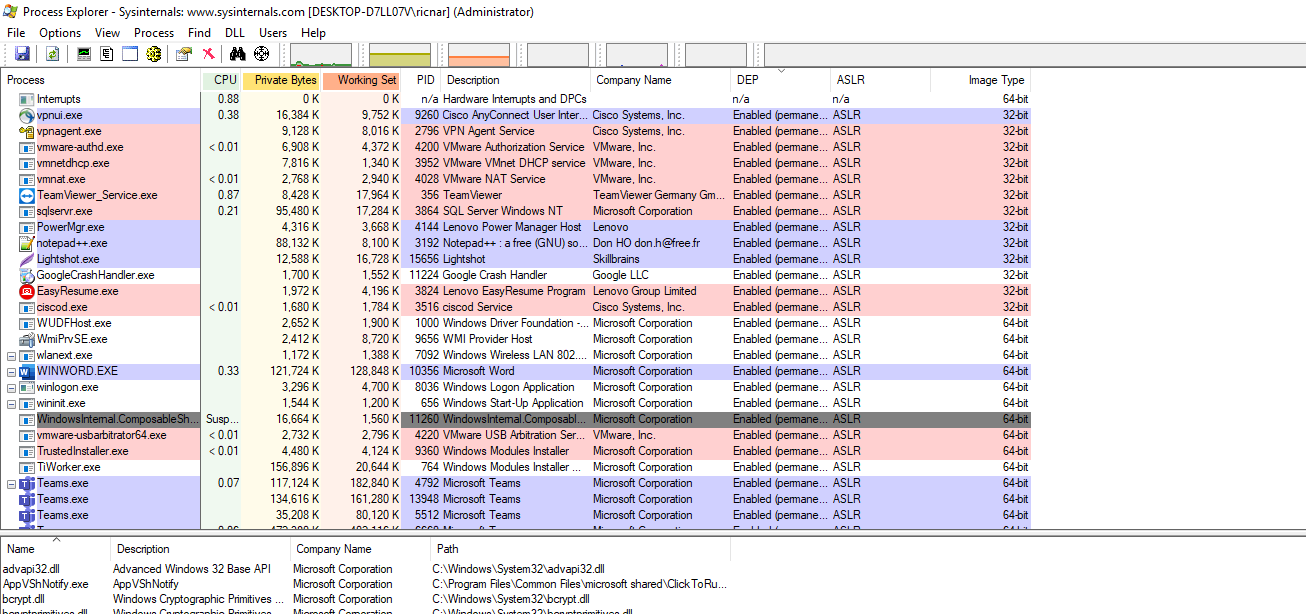 Process Explorer - Sysinternals: www.sysinternals.com [DESKTOP-D7LL07V\ricnar] (Administrator)
File Options View Process Find DLL Users Help
Process CPU Private Bytes Working Set PID Description Company Name DEP ASLR Image Type
Interrupts 0.88 0 K 0 K n/a Hardware Interrupts and DPCs n/a n/a 64-bit
vpnui.exe 0.38 16,384 K 9,752 K 9260 Cisco AnyConnect User Inter... Cisco Systems, Inc. Enabled (permane... ASLR 32-bit
vpnagent.exe 9,128 K 8,016 K 2796 VPN Agent Service Cisco Systems, Inc. Enabled (permane... ASLR 32-bit
vmware-authd.exe < 0.01 6,908 K 4,372 K 4200 VMware Authorization Service VMware, Inc. Enabled (permane... ASLR 32-bit
vmnetdhcp.exe 7,816 K 1,340 K 3952 VMware VMnet DHCP service VMware, Inc. Enabled (permane... ASLR 32-bit
vmnat.exe < 0.01 2,768 K 2,940 K 4028 VMware NAT Service VMware, Inc. Enabled (permane... ASLR 32-bit
TeamViewer_Service.exe 0.87 8,428 K 17,964 K 356 TeamViewer TeamViewer Germany Gm... Enabled (permane... ASLR 32-bit
sqlservr.exe 0.21 95,480 K 17,284 K 3864 SQL Server Windows NT Microsoft Corporation Enabled (permane... ASLR 32-bit
PowerMgr.exe 4,316 K 3,668 K 4144 Lenovo Power Manager Host Lenovo Enabled (permane... ASLR 32-bit
notepad++.exe 88,132 K 8,100 K 3192 Notepad++ : a free (GNU) so... Don HO don.h@free.fr Enabled (permane... ASLR 32-bit
Lightshot.exe 12,588 K 16,728 K 15656 Lightshot Skillbrains Enabled (permane... ASLR 32-bit
GoogleCrashHandler.exe 1,700 K 1,552 K 11224 Google Crash Handler Google LLC Enabled (permane... ASLR 32-bit
EasyResume.exe 1,972 K 4,196 K 3824 Lenovo EasyResume Program Lenovo Group Limited Enabled (permane... ASLR 32-bit
ciscod.exe < 0.01 1,680 K 1,784 K 3516 ciscod Service Cisco Systems, Inc. Enabled (permane... ASLR 32-bit
WUDFHost.exe 2,652 K 1,900 K 1000 Windows Driver Foundation -... Microsoft Corporation Enabled (permane... ASLR 64-bit
WmiPrvSE.exe 2,412 K 8,720 K 9656 WMI Provider Host Microsoft Corporation Enabled (permane... ASLR 64-bit
wlanext.exe 1,172 K 1,388 K 7092 Windows Wireless LAN 802.... Microsoft Corporation Enabled (permane... ASLR 64-bit
WINWORD.EXE 0.33 121,724 K 128,848 K 10356 Microsoft Word Microsoft Corporation Enabled (permane... ASLR 64-bit
winlogon.exe 3,296 K 4,700 K 8036 Windows Logon Application Microsoft Corporation Enabled (permane... ASLR 64-bit
wininit.exe 1,544 K 1,200 K 656 Windows Start-Up Application Microsoft Corporation Enabled (permane... ASLR 64-bit
WindowsInternal.ComposableSh... Susp... 16,664 K 1,560 K 11260 WindowsInternal.Composabl... Microsoft Corporation Enabled (permane... ASLR 64-bit
vmware-usbarbitrator64.exe < 0.01 2,732 K 2,796 K 4220 VMware USB Arbitration Ser... VMware, Inc. Enabled (permane... ASLR 64-bit
TrustedInstaller.exe < 0.01 4,480 K 4,124 K 9360 Windows Modules Installer Microsoft Corporation Enabled (permane... ASLR 64-bit
TiWorker.exe 156,896 K 20,644 K 764 Windows Modules Installer ... Microsoft Corporation Enabled (permane... ASLR 64-bit
Teams.exe 0.07 117,124 K 182,840 K 4792 Microsoft Teams Microsoft Corporation Enabled (permane... ASLR 64-bit
Teams.exe 134,616 K 161,280 K 13948 Microsoft Teams Microsoft Corporation Enabled (permane... ASLR 64-bit
Teams.exe 35,208 K 80,120 K 5512 Microsoft Teams Microsoft Corporation Enabled (permane... ASLR 64-bit
Name Description Company Name Path
advapi32.dll Advanced Windows 32 Base API Microsoft Corporation C:\Windows\System32\advapi32.dll
AppVShNotify.exe AppVShNotify Microsoft Corporation C:\Program Files\Common Files\microsoft shared\ClickToRu...
bcrypt.dll Windows Cryptographic Primitives ... Microsoft Corporation C:\Windows\System32\bcrypt.dll
bcryptprimitives.dll Windows Cryptographic Primitives ... Microsoft Corporation C:\Windows\System32\bcryptprimitives.dll